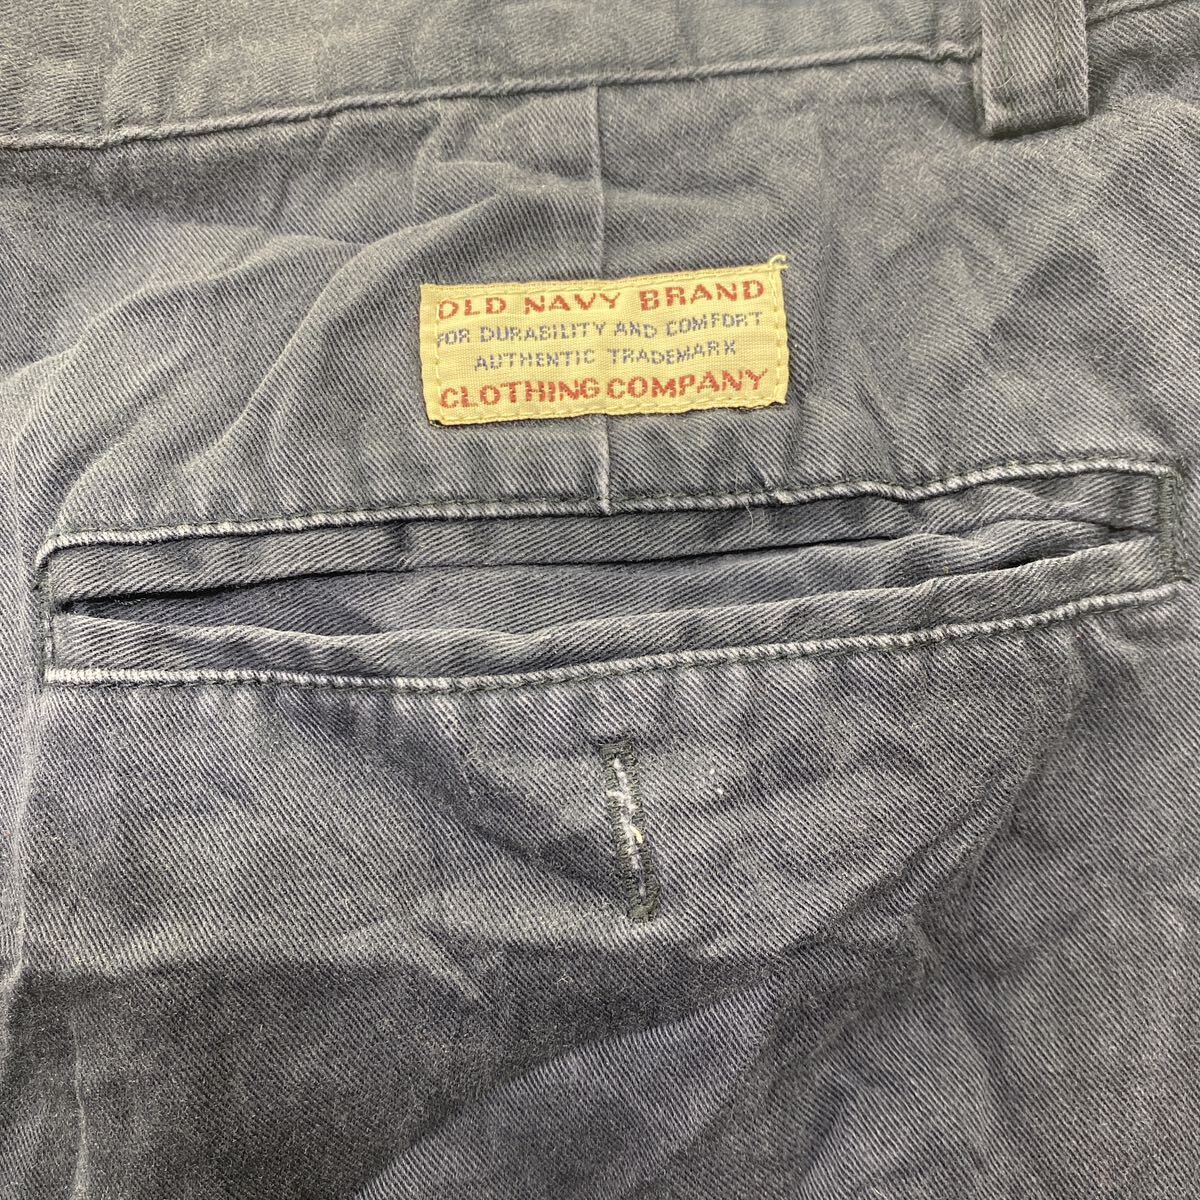 OLD NAVY BRAND
FOR DURABILITY AND COMFORT
AUTHENTIC TRADEMARK
CLOTHING COMPANY